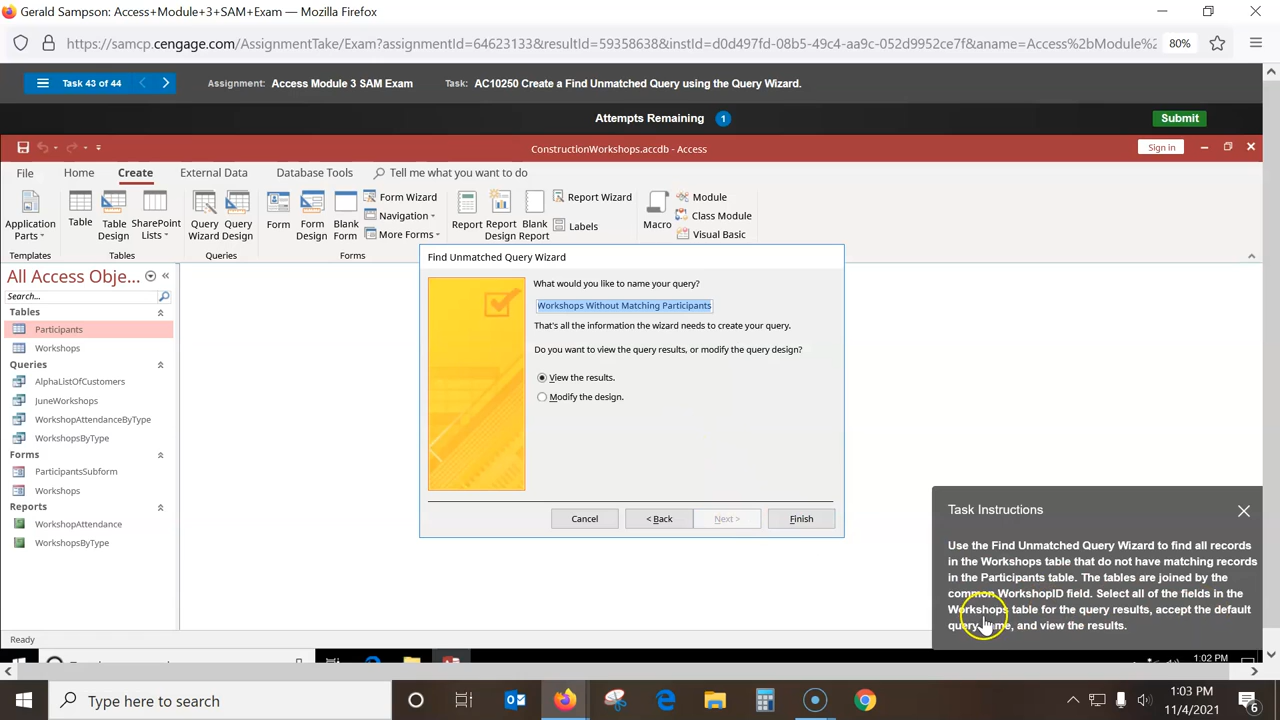 Gerald Sampson: Access+Module+3+SAM+Exam — Mozilla Firefox
https://samcp.cengage.com/AssignmentTake/Exam?assignmentId=64623133&resultId=59358638&instId=d0d497fd-08b5-49c4-aa9c-052d9952ce7f&aname=Access%2bModule%
80%
Task 43 of 44
Assignment: Access Module 3 SAM Exam
Task: AC10250 Create a Find Unmatched Query using the Query Wizard.
Attempts Remaining 1
Submit
ConstructionWorkshops.accdb - Access
Sign in
File Home Create External Data Database Tools Tell me what you want to do
Application Parts
Table
Table Design
SharePoint Lists
Query Wizard
Query Design
Form
Form Design
Blank Form
Form Wizard
Navigation
More Forms
Report
Report Design
Blank Report
Report Wizard
Labels
Macro
Module
Class Module
Visual Basic
Templates
Tables
Queries
Forms
All Access Obje...
Search...
Tables
Participants
Workshops
Queries
AlphaListOfCustomers
JuneWorkshops
WorkshopAttendanceByType
WorkshopsByType
Forms
ParticipantsSubform
Workshops
Reports
WorkshopAttendance
WorkshopsByType
Find Unmatched Query Wizard
What would you like to name your query?
Workshops Without Matching Participants
That's all the information the wizard needs to create your query.
Do you want to view the query results, or modify the query design?
View the results.
Modify the design.
Cancel
< Back
Next >
Finish
Task Instructions
Use the Find Unmatched Query Wizard to find all records
in the Workshops table that do not have matching records
in the Participants table. The tables are joined by the
common WorkshopID field. Select all of the fields in the
Workshops table for the query results, accept the default
query, and view the results.
Ready
1:02 PM
Type here to search
1:03 PM
11/4/2021
6